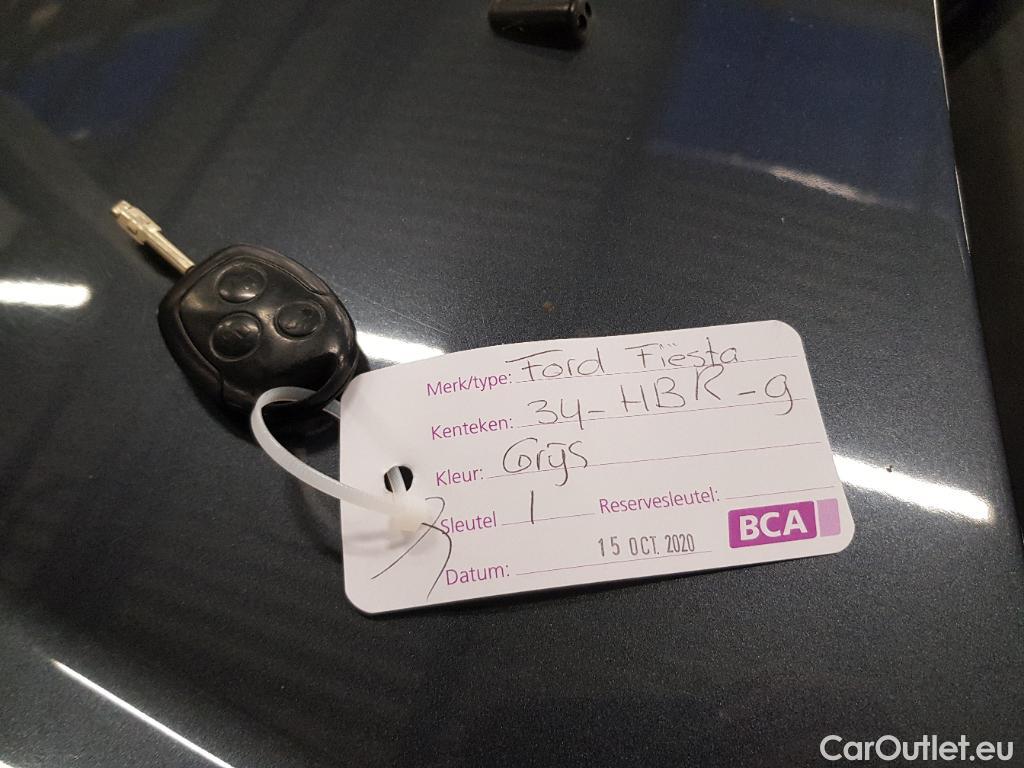 Merk/type: Ford Fiësta
Kenteken: 34-HBR-9
Kleur: Grijs
Sleutel 1 Reservesleutel:
Datum: 15 OCT. 2020
BCA
CarOutlet.eu